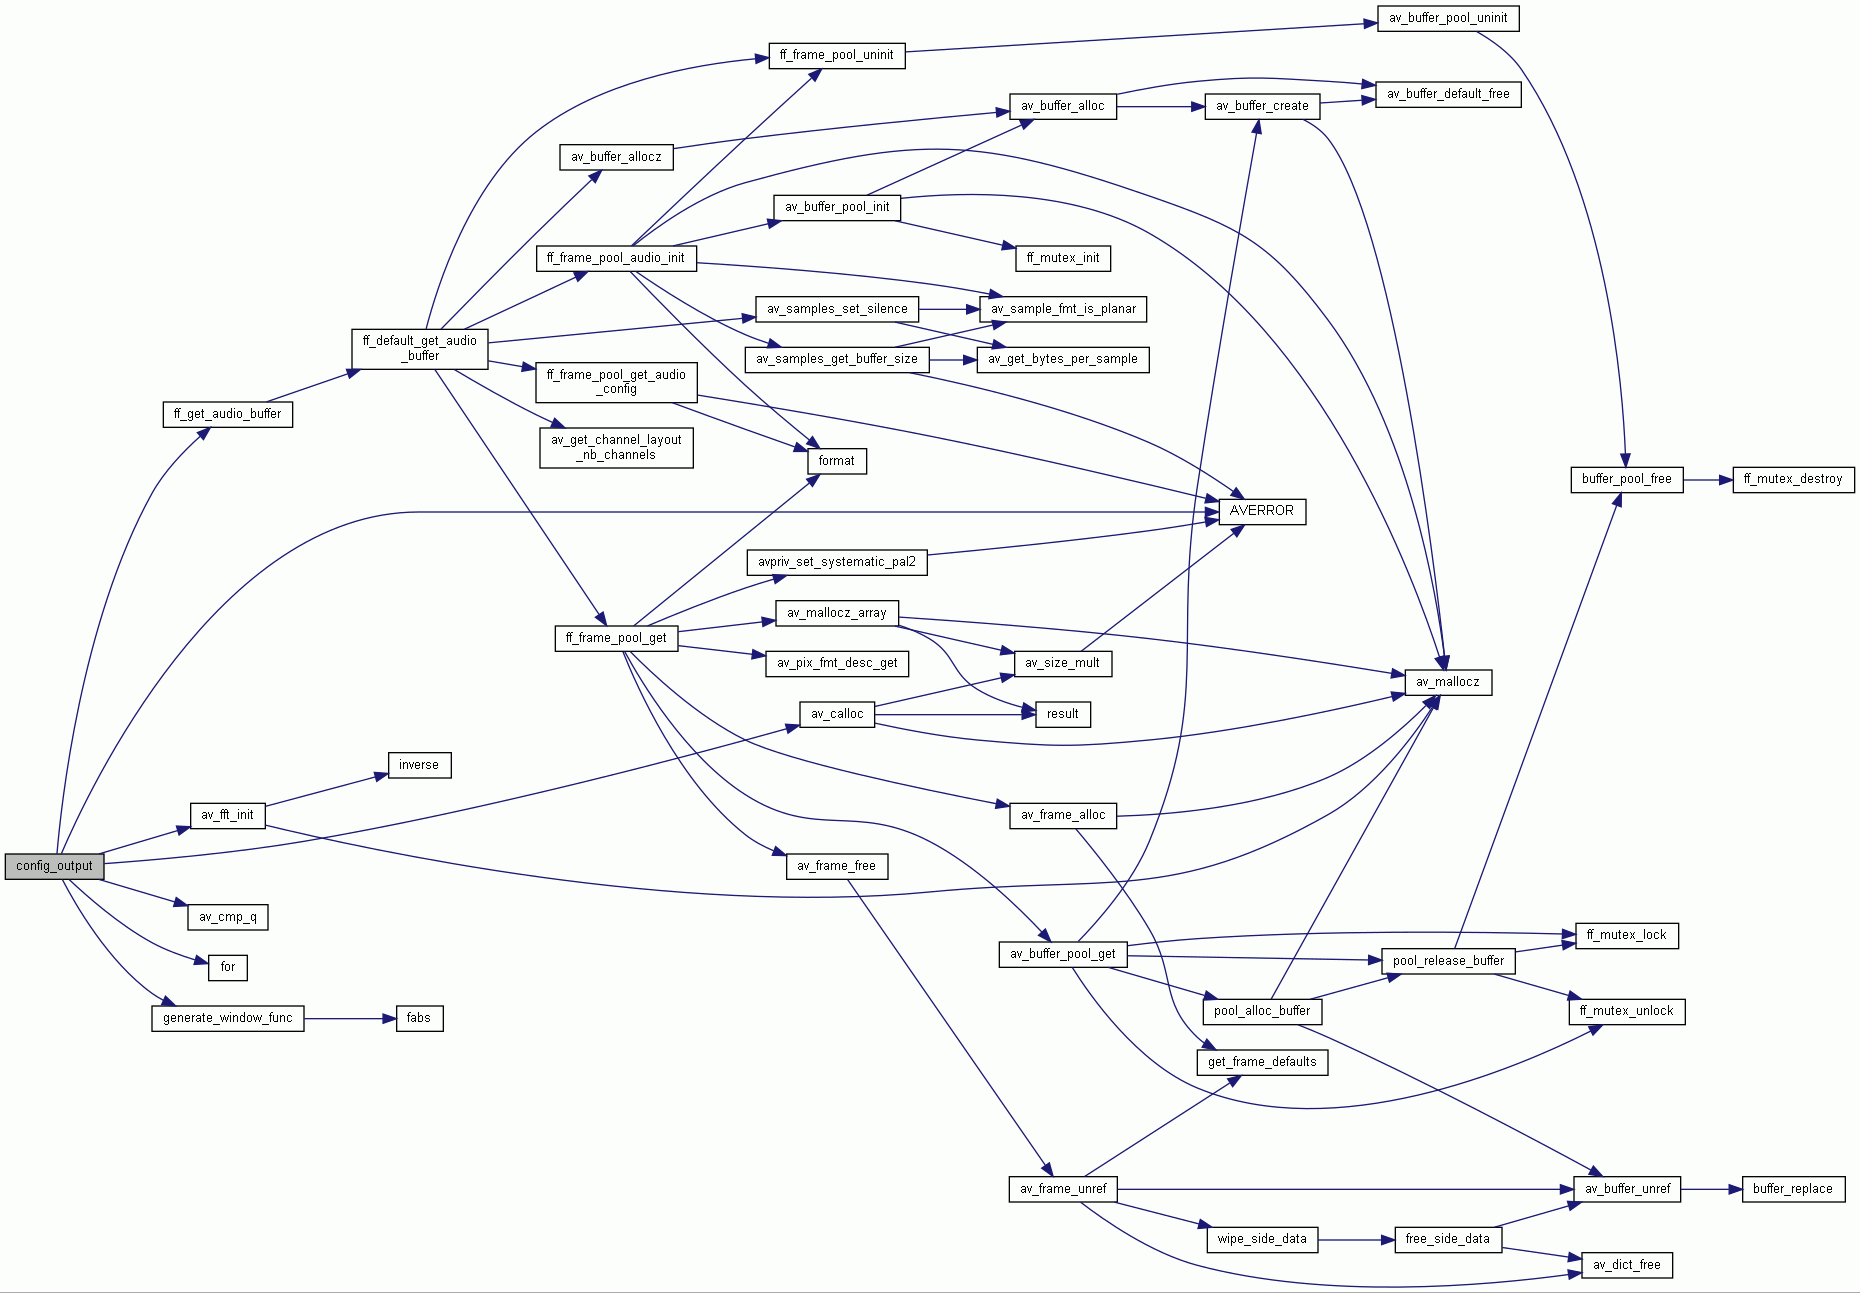 av_buffer_pool_uninit
ff_frame_pool_uninit
av_buffer_default_free
av_buffer_alloc
av_buffer_create
av_buffer_allocz
av_buffer_pool_init
ff_frame_pool_audio_init
ff_mutex_init
av_samples_set_silence
av_sample_fmt_is_planar
ff_default_get_audio
_buffer
av_samples_get_buffer_size
av_get_bytes_per_sample
ff_frame_pool_get_audio
_config
ff_get_audio_buffer
av_get_channel_layout
_nb_channels
format
buffer_pool_free
ff_mutex_destroy
AVERROR
avpriv_set_systematic_pal2
av_mallocz_array
ff_frame_pool_get
av_pix_fmt_desc_get
av_size_mult
av_mallocz
av_calloc
result
inverse
av_fft_init
av_frame_alloc
config_output
av_frame_free
av_cmp_q
ff_mutex_lock
av_buffer_pool_get
pool_release_buffer
for
pool_alloc_buffer
ff_mutex_unlock
generate_window_func
fabs
get_frame_defaults
av_frame_unref
av_buffer_unref
buffer_replace
wipe_side_data
free_side_data
av_dict_free